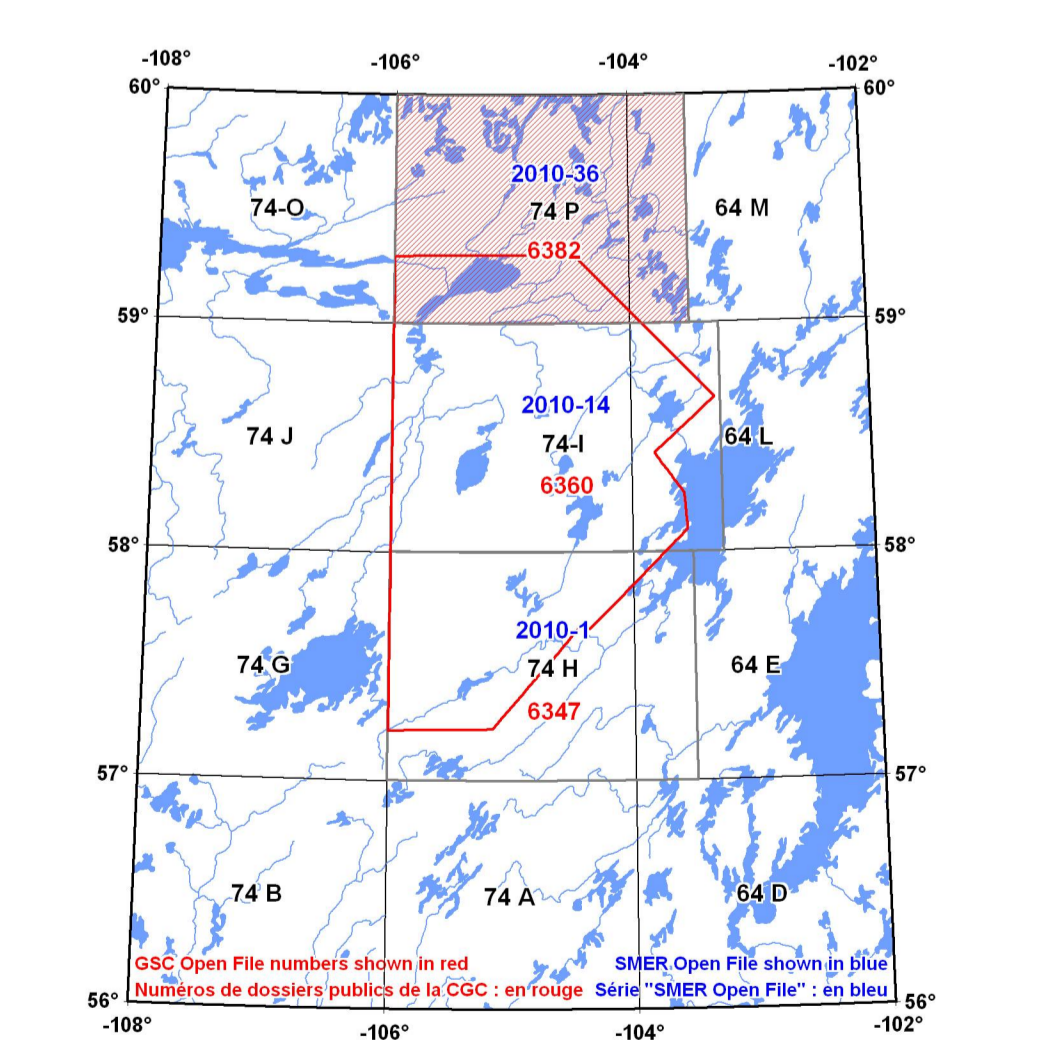 -108° -106° -104° -102°
60° 60°
2010-36
74-O 74 P 64 M
6382
59° 59°
2010-14
74 J 74-I 64 L
6360
58° 58°
2010-1
74 G 74 H 64 E
6347
57° 57°
74 B 74 A 64 D
GSC Open File numbers shown in red SMER Open File shown in blue
Numéros de dossiers publics de la CGC : en rouge Série "SMER Open File" : en bleu
56° 56°
-108° -106° -104° -102°